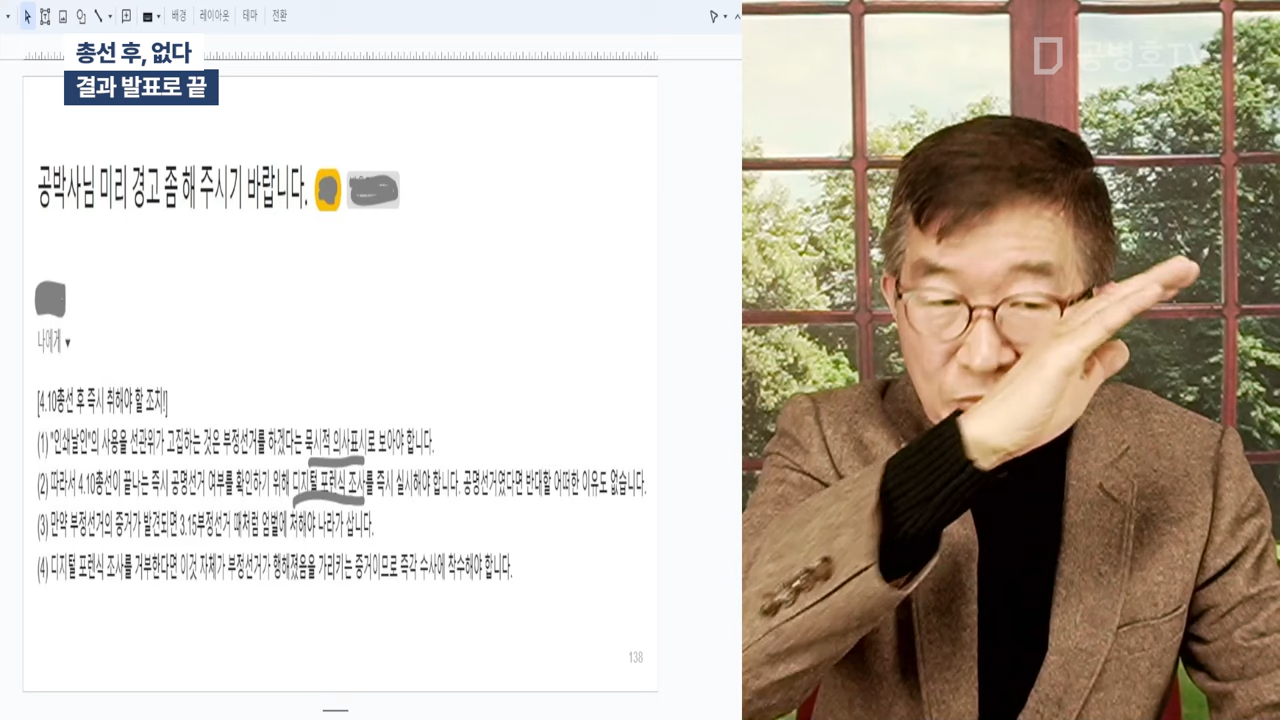 배경 레이아웃 테마 전환
총선 후, 없다
결과 발표로 끝
공병호TV
공박사님 미리 경고 좀 해 주시기 바랍니다.
나에게
[4.10총선 후 즉시 취해야 할 조치!]
(1) "인쇄날인"의 사용을 선관위가 고집하는 것은 부정선거를 하겠다는 묵시적 의사표시로 보아야 합니다.
(2) 따라서 4.10총선이 끝나는 즉시 공명선거 여부를 확인하기 위해 디지털 포렌식 조사를 즉시 실시해야 합니다. 공명선거였다면 반대할 어떠한 이유도 없습니다.
(3) 만약 부정선거의 증거가 발견되면 3.15부정선거 때처럼 엄벌에 처해야 나라가 삽니다.
(4) 디지털 포렌식 조사를 거부한다면 이것 자체가 부정선거가 행해졌음을 가리키는 증거이므로 즉각 수사에 착수해야 합니다.
138